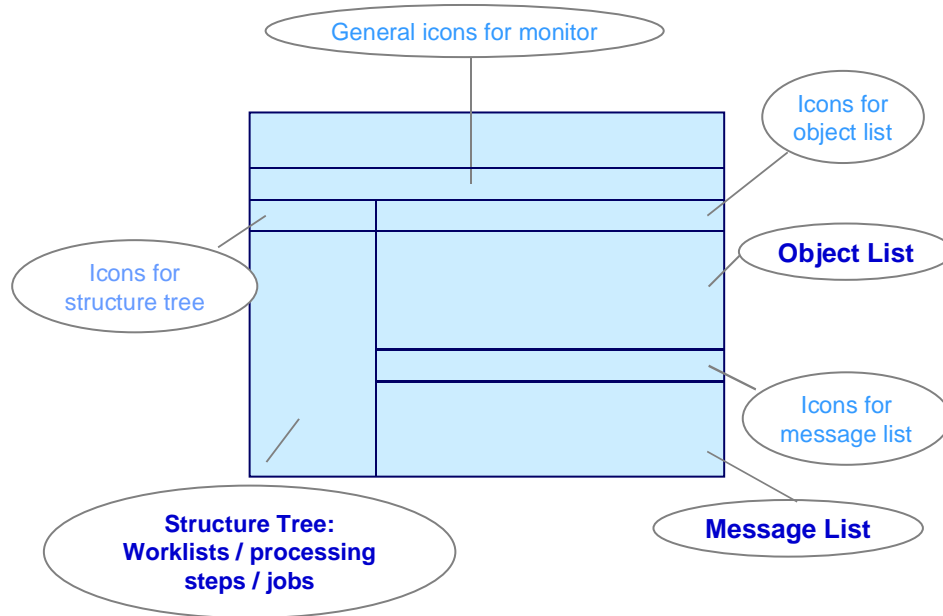 General icons for monitor
Icons for
object list
Object List
Icons for
structure tree
Icons for
message list
Structure Tree:
Worklists / processing
steps / jobs
Message List